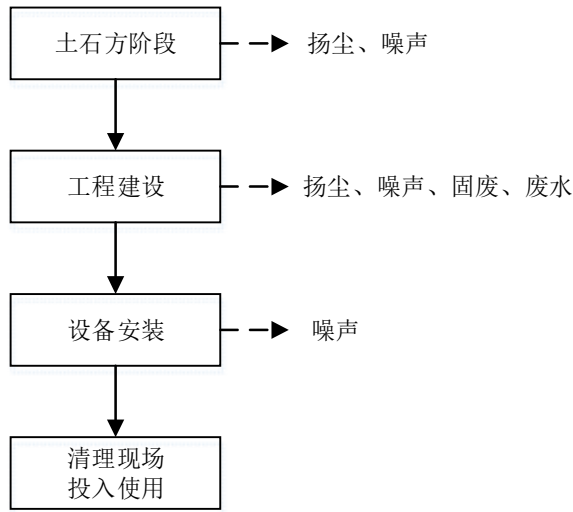 土石方阶段
扬尘、噪声
工程建设
扬尘、噪声、固废、废水
设备安装
噪声
清理现场
投入使用